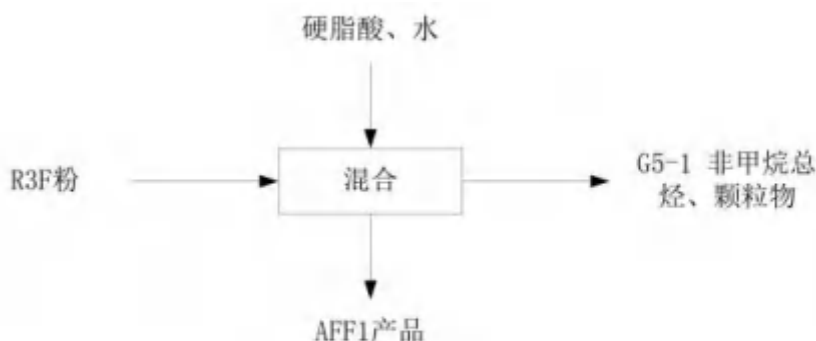 硬脂酸、水
R3F粉
混合
G5-1 非甲烷总
烃、颗粒物
AFF1产品